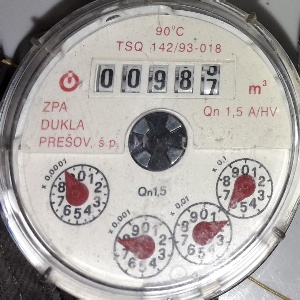 90°C
TSQ 142/93-018
00987
m³
ZPA
DUKLA
PREŠOV, š.p.
Qn 1,5 A/HV
Qn1,5
x 0,0001
x 0,001
x 0,01
x 0,1